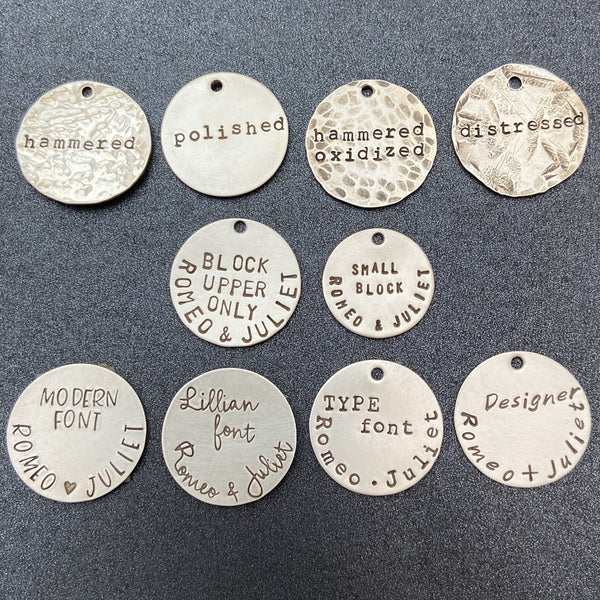 hammered
polished
hammered
oxidized
distressed
BLOCK
UPPER
ONLY
ROMEO & JULIET
SMALL
BLOCK
ROMEO & JULIET
MODERN
FONT
ROMEO ♥ JULIET
Lillian
font
Romeo & Juliet
TYPE
font
Romeo . Juliet
Designer
Romeo + Juliet